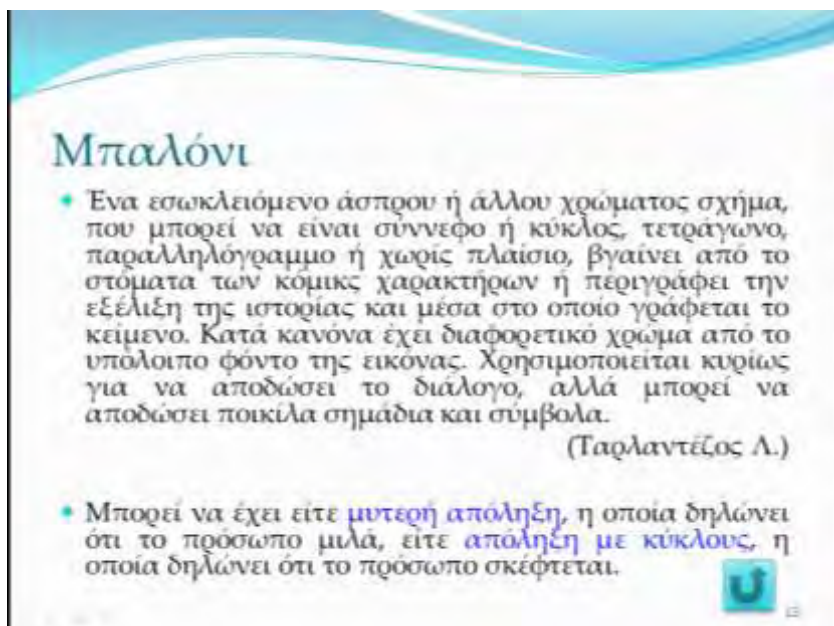 Μπαλόνι
• Ένα εσωκλειόμενο άσπρου ή άλλου χρώματος σχήμα,
που μπορεί να είναι σύννεφο ή κύκλος, τετράγωνο,
παραλληλόγραμμο ή χωρίς πλαίσιο, βγαίνει από το
στόματα των κόμικς χαρακτήρων ή περιγράφει την
εξέλιξη της ιστορίας και μέσα στο οποίο γράφεται το
κείμενο. Κατά κανόνα έχει διαφορετικό χρώμα από το
υπόλοιπο φόντο της εικόνας. Χρησιμοποιείται κυρίως
για να αποδώσει το διάλογο, αλλά μπορεί να
αποδώσει ποικίλα σημάδια και σύμβολα.
(Ταρλαντέζος Λ.)
• Μπορεί να έχει είτε μυτερή απόληξη, η οποία δηλώνει
ότι το πρόσωπο μιλά, είτε απόληξη με κύκλους, η
οποία δηλώνει ότι το πρόσωπο σκέφτεται.